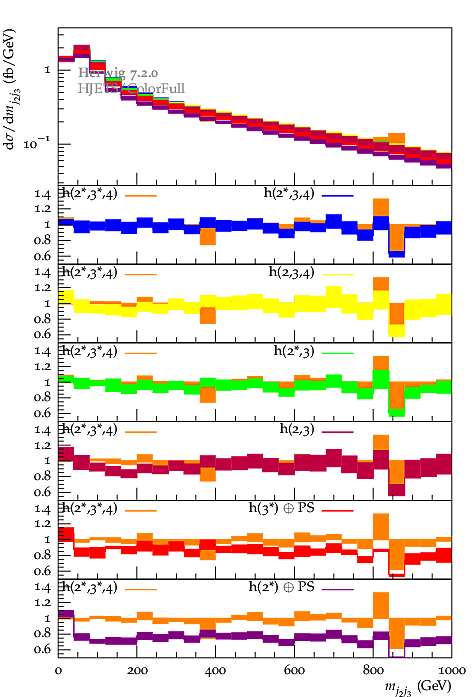 dσ/dm_{j2j3} (fb/GeV)
1
10⁻¹
Herwig 7.2.0
HJETS/ColorFull
1.4
h(2*,3*,4)
h(2*,3,4)
1.2
1
0.8
0.6
1.4
h(2*,3*,4)
h(2,3,4)
1.2
1
0.8
0.6
1.4
h(2*,3*,4)
h(2*,3)
1.2
1
0.8
0.6
1.4
h(2*,3*,4)
h(2,3)
1.2
1
0.8
0.6
1.4
h(2*,3*,4)
h(3*) ⊕ PS
1.2
1
0.8
0.6
1.4
h(2*,3*,4)
h(2*) ⊕ PS
1.2
1
0.8
0.6
0 200 400 600 800 1000
m_{j2j3} (GeV)